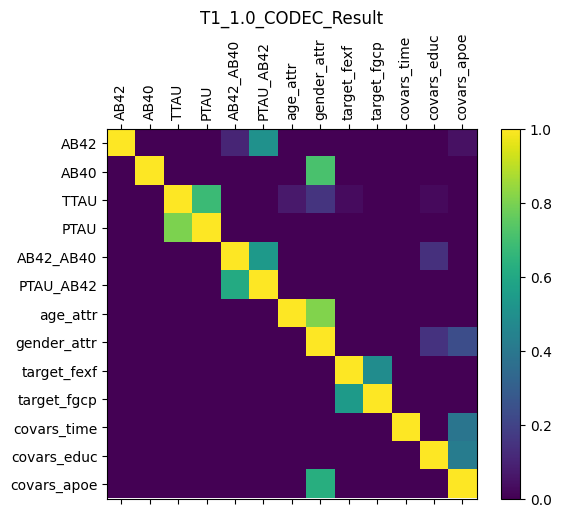 T1_1.0_CODEC_Result
AB42
AB40
TTAU
PTAU
AB42_AB40
PTAU_AB42
age_attr
gender_attr
target_fexf
target_fgcp
covars_time
covars_educ
covars_apoe
AB42
AB40
TTAU
PTAU
AB42_AB40
PTAU_AB42
age_attr
gender_attr
target_fexf
target_fgcp
covars_time
covars_educ
covars_apoe
1.0
0.8
0.6
0.4
0.2
0.0